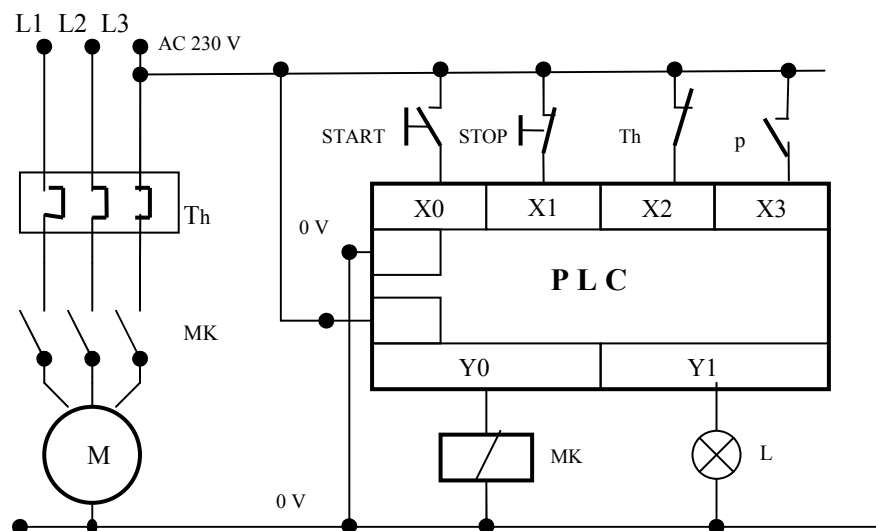 L1 L2 L3
AC 230 V
START STOP Th p
Th
X0 X1 X2 X3
0 V
P L C
MK
Y0 Y1
M
MK
L
0 V